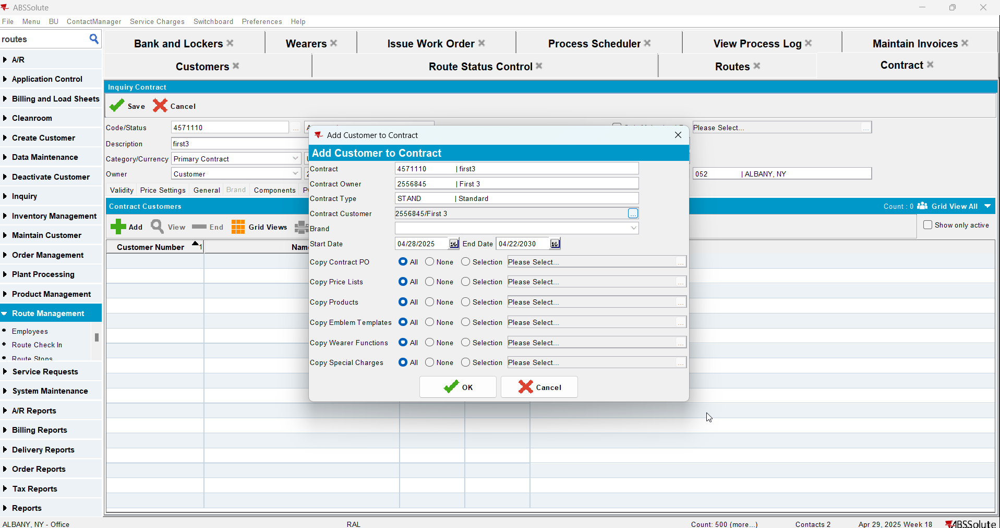 ABSSolute
File Menu BU ContactManager Service Charges Switchboard Preferences Help
routes
Bank and Lockers Wearers Issue Work Order Process Scheduler View Process Log Maintain Invoices
Customers Route Status Control Routes Contract
A/R
Application Control
Billing and Load Sheets
Cleanroom
Create Customer
Data Maintenance
Deactivate Customer
Inquiry
Inventory Management
Maintain Customer
Order Management
Plant Processing
Product Management
Route Management
Employees
Route Check In
Route Stops
Service Requests
System Maintenance
A/R Reports
Billing Reports
Delivery Reports
Order Reports
Tax Reports
Reports
Inquiry Contract
Save Cancel
Code/Status 4571110 ... Please Select... ...
Description first3
Category/Currency Primary Contract
Owner Customer 052 | ALBANY, NY
Validity Price Settings General Brand Components
Contract Customers Count : 0 Grid View All
Add View End Grid Views Show only active
Customer Number 1 Nam
Add Customer to Contract
Add Customer to Contract
Contract 4571110 | first3
Contract Owner 2556845 | First 3
Contract Type STAND | Standard
Contract Customer 2556845/First 3 ...
Brand
Start Date 04/28/2025 16 End Date 04/22/2030 16
Copy Contract PO All None Selection Please Select... ...
Copy Price Lists All None Selection Please Select... ...
Copy Products All None Selection Please Select... ...
Copy Emblem Templates All None Selection Please Select... ...
Copy Wearer Functions All None Selection Please Select... ...
Copy Special Charges All None Selection Please Select... ...
OK Cancel
ALBANY, NY - Office RAL Count: 500 (more...) Contacts 2 Apr 29, 2025 Week 18 ABSSolute